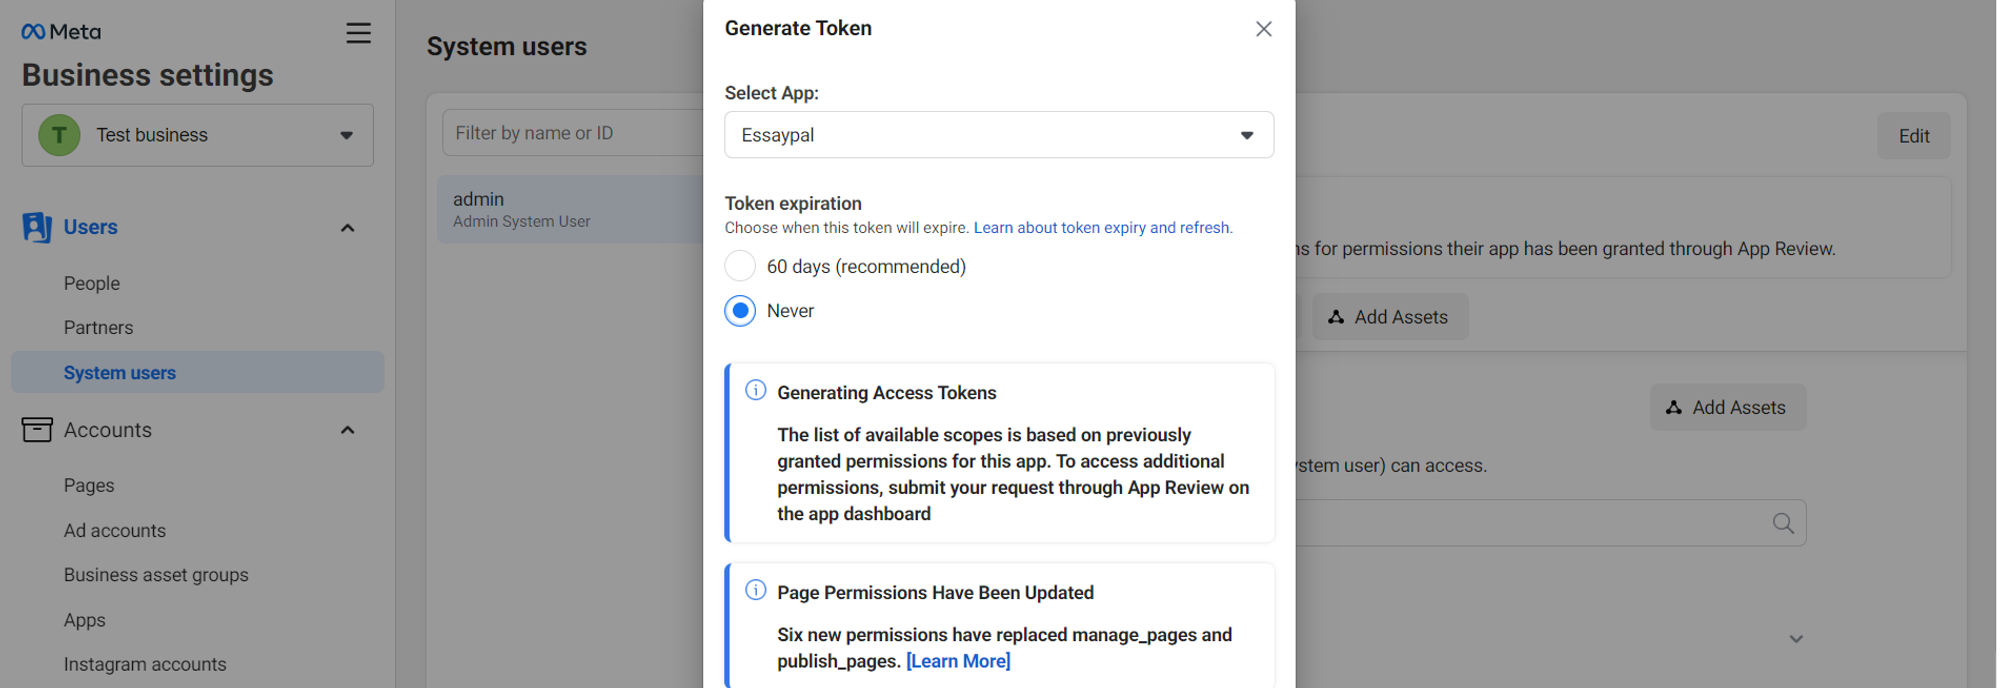 Meta
Business settings
T
Test business
Users
People
Partners
System users
Accounts
Pages
Ad accounts
Business asset groups
Apps
Instagram accounts
System users
Filter by name or ID
admin
Admin System User
Generate Token
Select App:
Essaypal
Token expiration
Choose when this token will expire. Learn about token expiry and refresh.
60 days (recommended)
Never
Generating Access Tokens
The list of available scopes is based on previously
granted permissions for this app. To access additional
permissions, submit your request through App Review on
the app dashboard
Page Permissions Have Been Updated
Six new permissions have replaced manage_pages and
publish_pages. [Learn More]
Edit
for permissions their app has been granted through App Review.
Add Assets
Add Assets
user) can access.